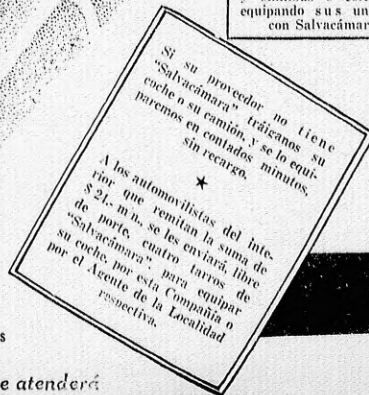 equipando sus un
con Salvacámar
Si su proveedor no tiene
"Salvacámara" tráiganos su
coche o su camión, y se lo equi-
paremos en contados minutos,
sin recargo.
★
A los automovilistas del inte-
rior que remitan la suma de
$ 21.- m/n, se les enviará, libre
de porte, cuatro tarros de
"Salvacámara", para equipar
su coche, por esta Compañía o
por el Agente de la Localidad
respectiva.
s
e atenderá